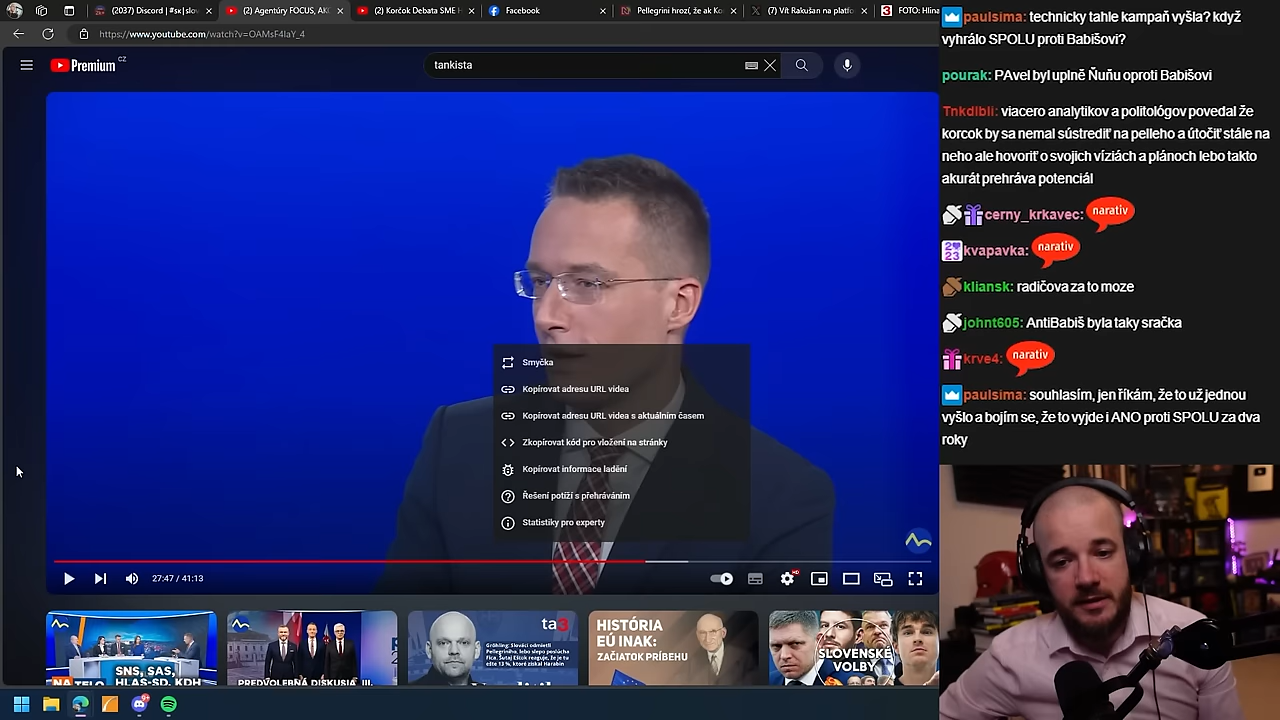 (2037) Discord | #sk | slov
(2) Agentúry FOCUS, AK
(2) Korčok Debata SME H
Facebook
Pellegrini hrozí, že ak Ko
(7) Vít Rakušan na platfo
FOTO: Hlina
https://www.youtube.com/watch?v=OAMsF4IaY_4
Premium CZ
tankista
Smyčka
Kopírovat adresu URL videa
Kopírovat adresu URL videa s aktuálním časem
Zkopírovat kód pro vložení na stránky
Kopírovat informace ladění
Řešení potíží s přehráváním
Statistiky pro experty
27:47 / 41:13
HD
SNS, SAS,
NA TELO HLAS-SD, KDH
PREDVOLEBNÁ DISKUSIA III.
ta3
HISTÓRIA
EÚ INAK:
ZAČIATOK PRÍBEHU
SLOVENSKÉ
VOLBY
paulsima: technicky tahle kampaň vyšla? když
vyhrálo SPOLU proti Babišovi?
pourak: PAvel byl uplně Ňuňu oproti Babišovi
Tnkdlbli: viacero analytikov a politológov povedal že
korcok by sa nemal sústrediť na pelleho a útočiť stále na
neho ale hovoriť o svojich víziách a plánoch lebo takto
akurát prehráva potenciál
cerny_krkavec: narativ
kvapavka: narativ
kliansk: radičova za to moze
johnt605: AntiBabiš byla taky sračka
krve4: narativ
paulsima: souhlasím, jen říkám, že to už jednou
vyšlo a bojím se, že to vyjde i ANO proti SPOLU za dva
roky